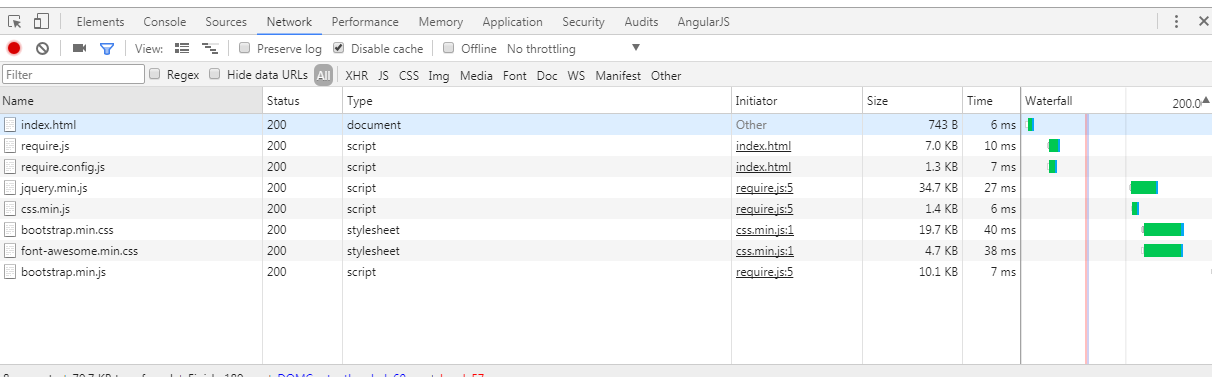 Elements Console Sources Network Performance Memory Application Security Audits AngularJS
View: Preserve log Disable cache Offline No throttling
Filter Regex Hide data URLs All XHR JS CSS Img Media Font Doc WS Manifest Other
Name Status Type Initiator Size Time Waterfall 200.0
index.html 200 document Other 743 B 6 ms
require.js 200 script index.html 7.0 KB 10 ms
require.config.js 200 script index.html 1.3 KB 7 ms
jquery.min.js 200 script require.js:5 34.7 KB 27 ms
css.min.js 200 script require.js:5 1.4 KB 6 ms
bootstrap.min.css 200 stylesheet css.min.js:1 19.7 KB 40 ms
font-awesome.min.css 200 stylesheet css.min.js:1 4.7 KB 38 ms
bootstrap.min.js 200 script require.js:5 10.1 KB 7 ms